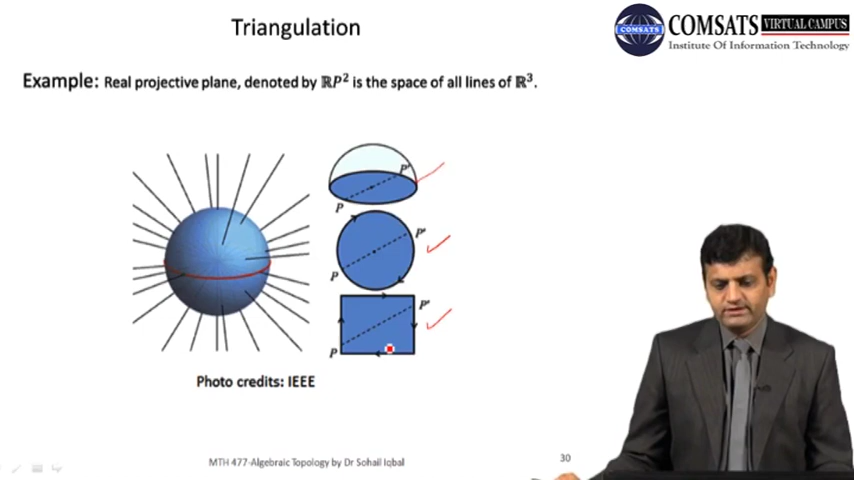 Triangulation
COMSATS VIRTUAL CAMPUS
Institute Of Information Technology
COMSATS
Example: Real projective plane, denoted by ℝP² is the space of all lines of ℝ³.
P'
P
P'
P
P'
P
Photo credits: IEEE
MTH 477-Algebraic Topology by Dr Sohail Iqbal
30